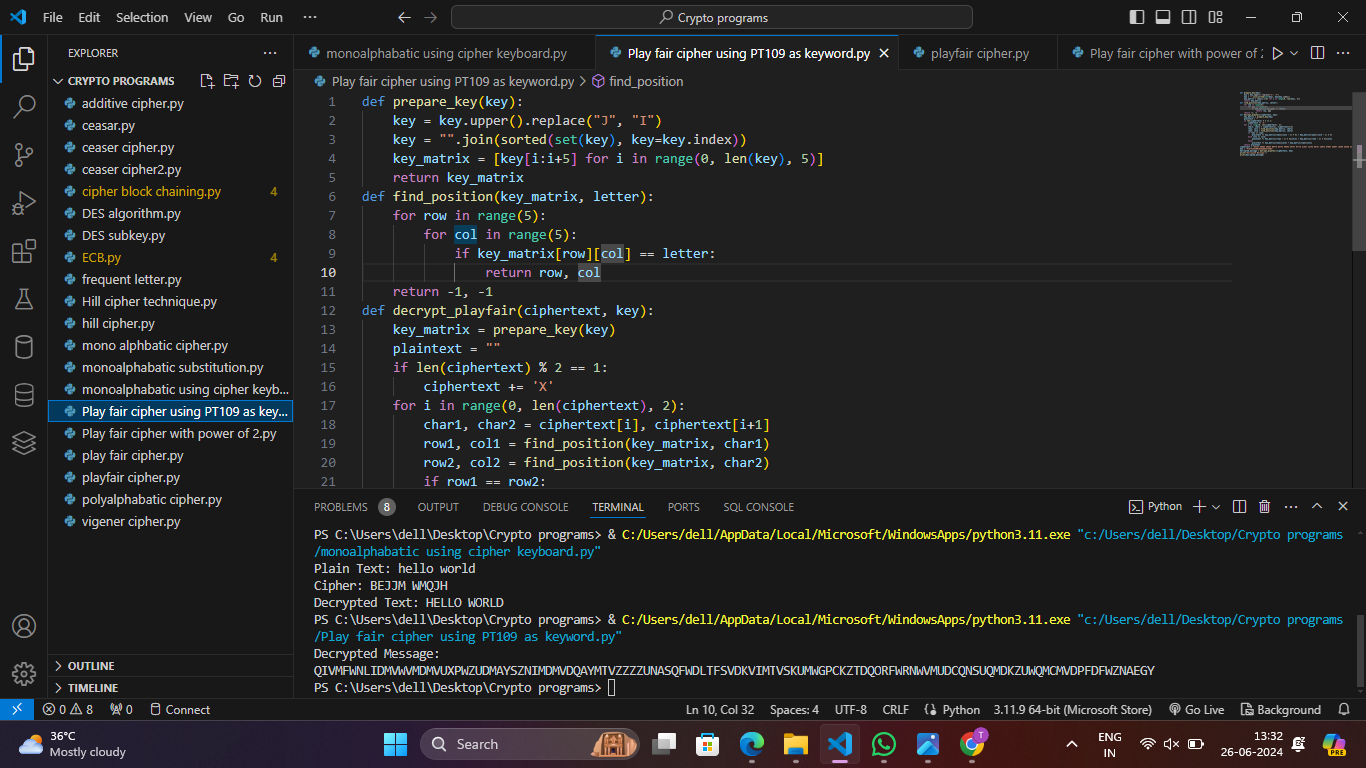 File Edit Selection View Go Run ··· Crypto programs
EXPLORER ···
CRYPTO PROGRAMS
additive cipher.py
ceasar.py
ceaser cipher.py
ceaser cipher2.py
cipher block chaining.py 4
DES algorithm.py
DES subkey.py
ECB.py 4
frequent letter.py
Hill cipher technique.py
hill cipher.py
mono alphbatic cipher.py
monoalphabatic substitution.py
monoalphabatic using cipher keyb...
Play fair cipher using PT109 as key...
Play fair cipher with power of 2.py
play fair cipher.py
playfair cipher.py
polyalphabatic cipher.py
vigener cipher.py
OUTLINE
TIMELINE
monoalphabatic using cipher keyboard.py Play fair cipher using PT109 as keyword.py playfair cipher.py Play fair cipher with power of 2
Play fair cipher using PT109 as keyword.py > find_position
1 def prepare_key(key):
2 key = key.upper().replace("J", "I")
3 key = "".join(sorted(set(key), key=key.index))
4 key_matrix = [key[i:i+5] for i in range(0, len(key), 5)]
5 return key_matrix
6 def find_position(key_matrix, letter):
7 for row in range(5):
8 for col in range(5):
9 if key_matrix[row][col] == letter:
10 return row, col
11 return -1, -1
12 def decrypt_playfair(ciphertext, key):
13 key_matrix = prepare_key(key)
14 plaintext = ""
15 if len(ciphertext) % 2 == 1:
16 ciphertext += 'X'
17 for i in range(0, len(ciphertext), 2):
18 char1, char2 = ciphertext[i], ciphertext[i+1]
19 row1, col1 = find_position(key_matrix, char1)
20 row2, col2 = find_position(key_matrix, char2)
21 if row1 == row2:
PROBLEMS 8 OUTPUT DEBUG CONSOLE TERMINAL PORTS SQL CONSOLE Python
PS C:\Users\dell\Desktop\Crypto programs> & C:/Users/dell/AppData/Local/Microsoft/WindowsApps/python3.11.exe "c:/Users/dell/Desktop/Crypto programs
/monoalphabatic using cipher keyboard.py"
Plain Text: hello world
Cipher: BEJJM WMQJH
Decrypted Text: HELLO WORLD
PS C:\Users\dell\Desktop\Crypto programs> & C:/Users/dell/AppData/Local/Microsoft/WindowsApps/python3.11.exe "c:/Users/dell/Desktop/Crypto programs
/Play fair cipher using PT109 as keyword.py"
Decrypted Message:
QIVMFWNLIDMVWVMDMVUXPWZUDMAYSZNIMDMVDQAYMTVZZZZUNASQFWDLTFSVDKVIMTVSKUMWGPCKZTDQORFWRNWVMUDCQNSUQMDKZUWQMCMVDPFDFWZNAEGY
PS C:\Users\dell\Desktop\Crypto programs>
0 8 0 Connect Ln 10, Col 32 Spaces: 4 UTF-8 CRLF Python 3.11.9 64-bit (Microsoft Store) Go Live Background
36°C
Mostly cloudy
Search
T
ENG
IN
13:32
26-06-2024
PRE